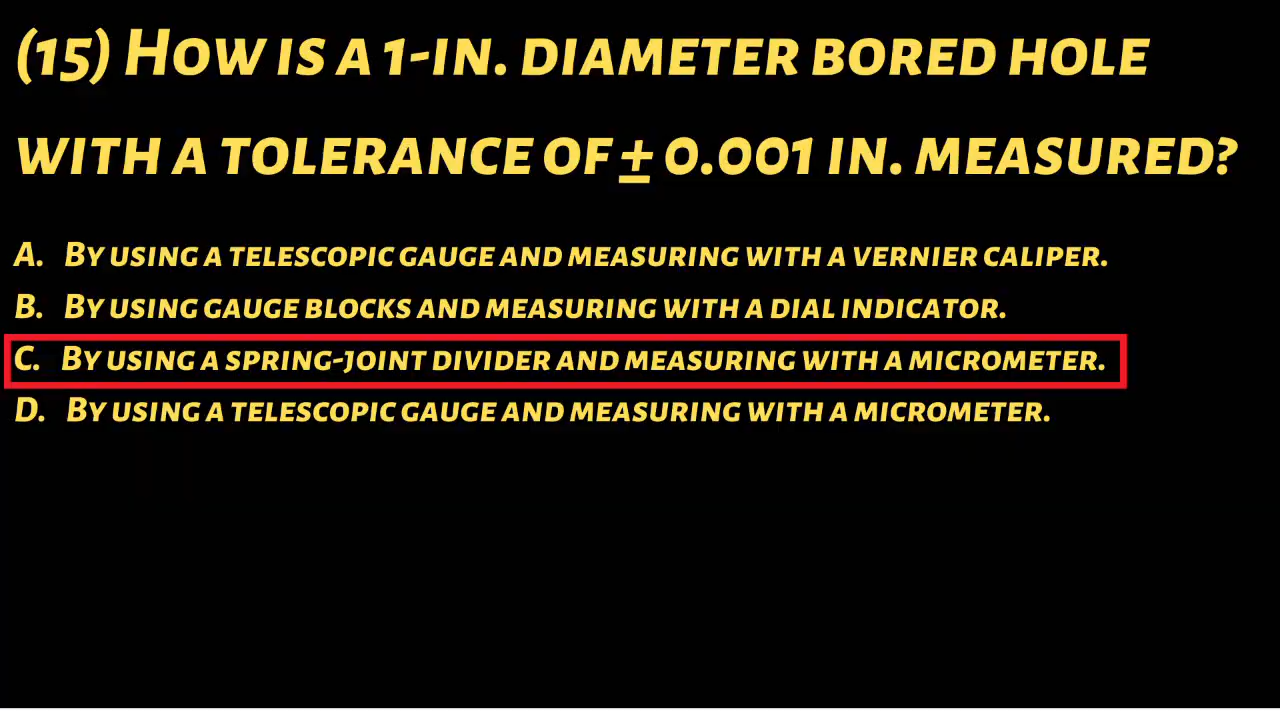 (15) How is a 1-in. diameter bored hole
with a tolerance of ± 0.001 in. measured?
A. By using a telescopic gauge and measuring with a vernier caliper.
B. By using gauge blocks and measuring with a dial indicator.
C. By using a spring-joint divider and measuring with a micrometer.
D. By using a telescopic gauge and measuring with a micrometer.